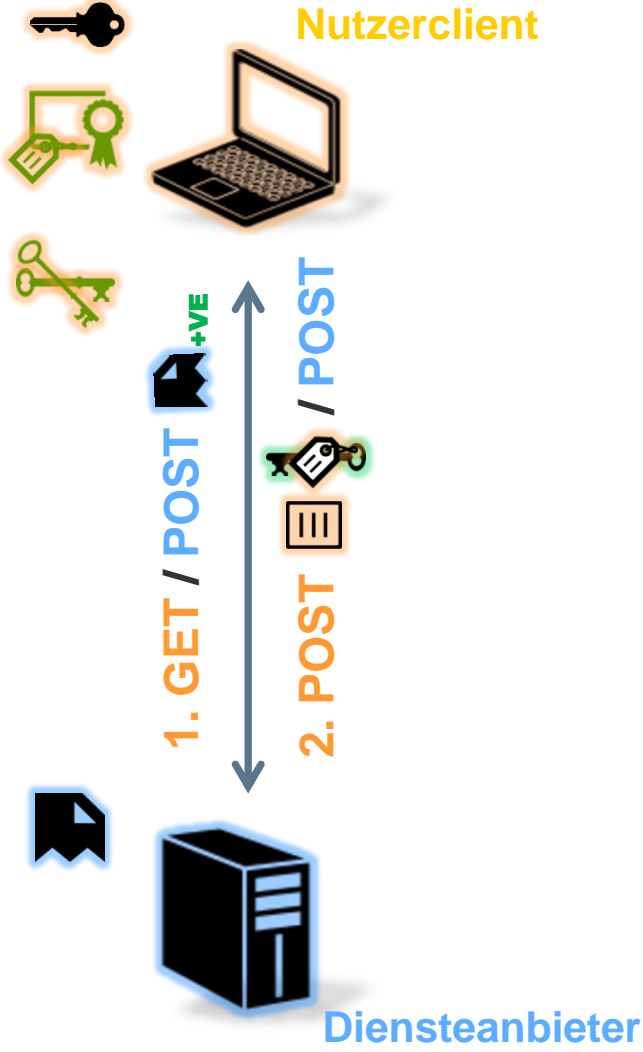 Nutzerclient
1. GET / POST +VE
2. POST / POST
Diensteanbieter